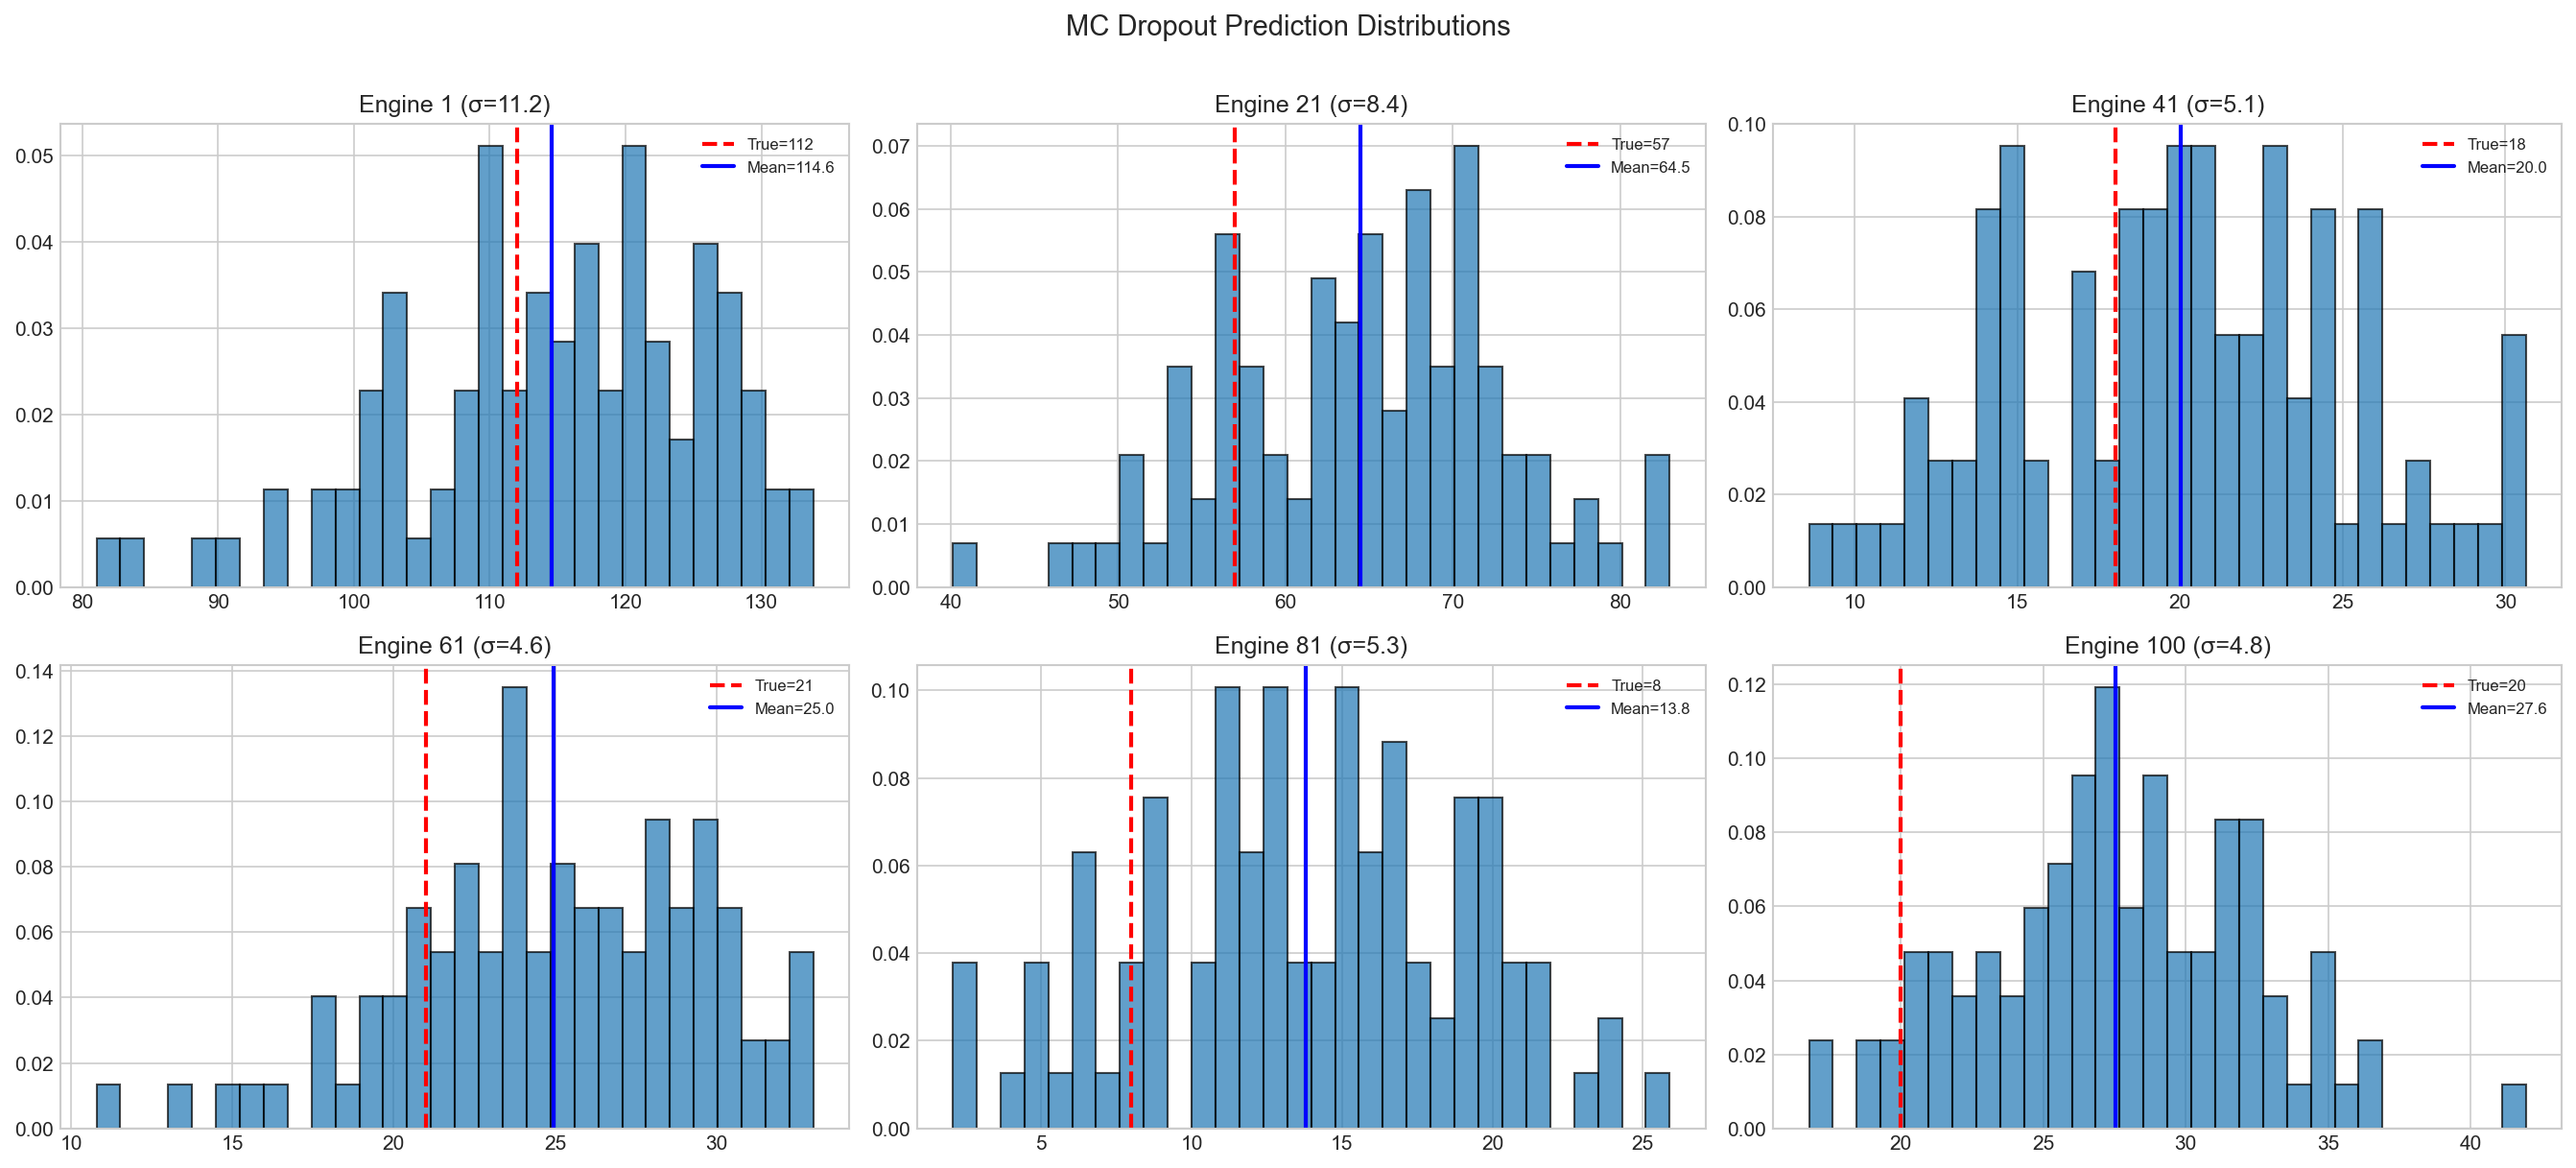 MC Dropout Prediction Distributions
Engine 1 (σ=11.2)
True=112
Mean=114.6
0.05
0.04
0.03
0.02
0.01
0.00
80 90 100 110 120 130
Engine 21 (σ=8.4)
True=57
Mean=64.5
0.07
0.06
0.05
0.04
0.03
0.02
0.01
0.00
40 50 60 70 80
Engine 41 (σ=5.1)
True=18
Mean=20.0
0.10
0.08
0.06
0.04
0.02
0.00
10 15 20 25 30
Engine 61 (σ=4.6)
True=21
Mean=25.0
0.14
0.12
0.10
0.08
0.06
0.04
0.02
0.00
10 15 20 25 30
Engine 81 (σ=5.3)
True=8
Mean=13.8
0.10
0.08
0.06
0.04
0.02
0.00
5 10 15 20 25
Engine 100 (σ=4.8)
True=20
Mean=27.6
0.12
0.10
0.08
0.06
0.04
0.02
0.00
20 25 30 35 40